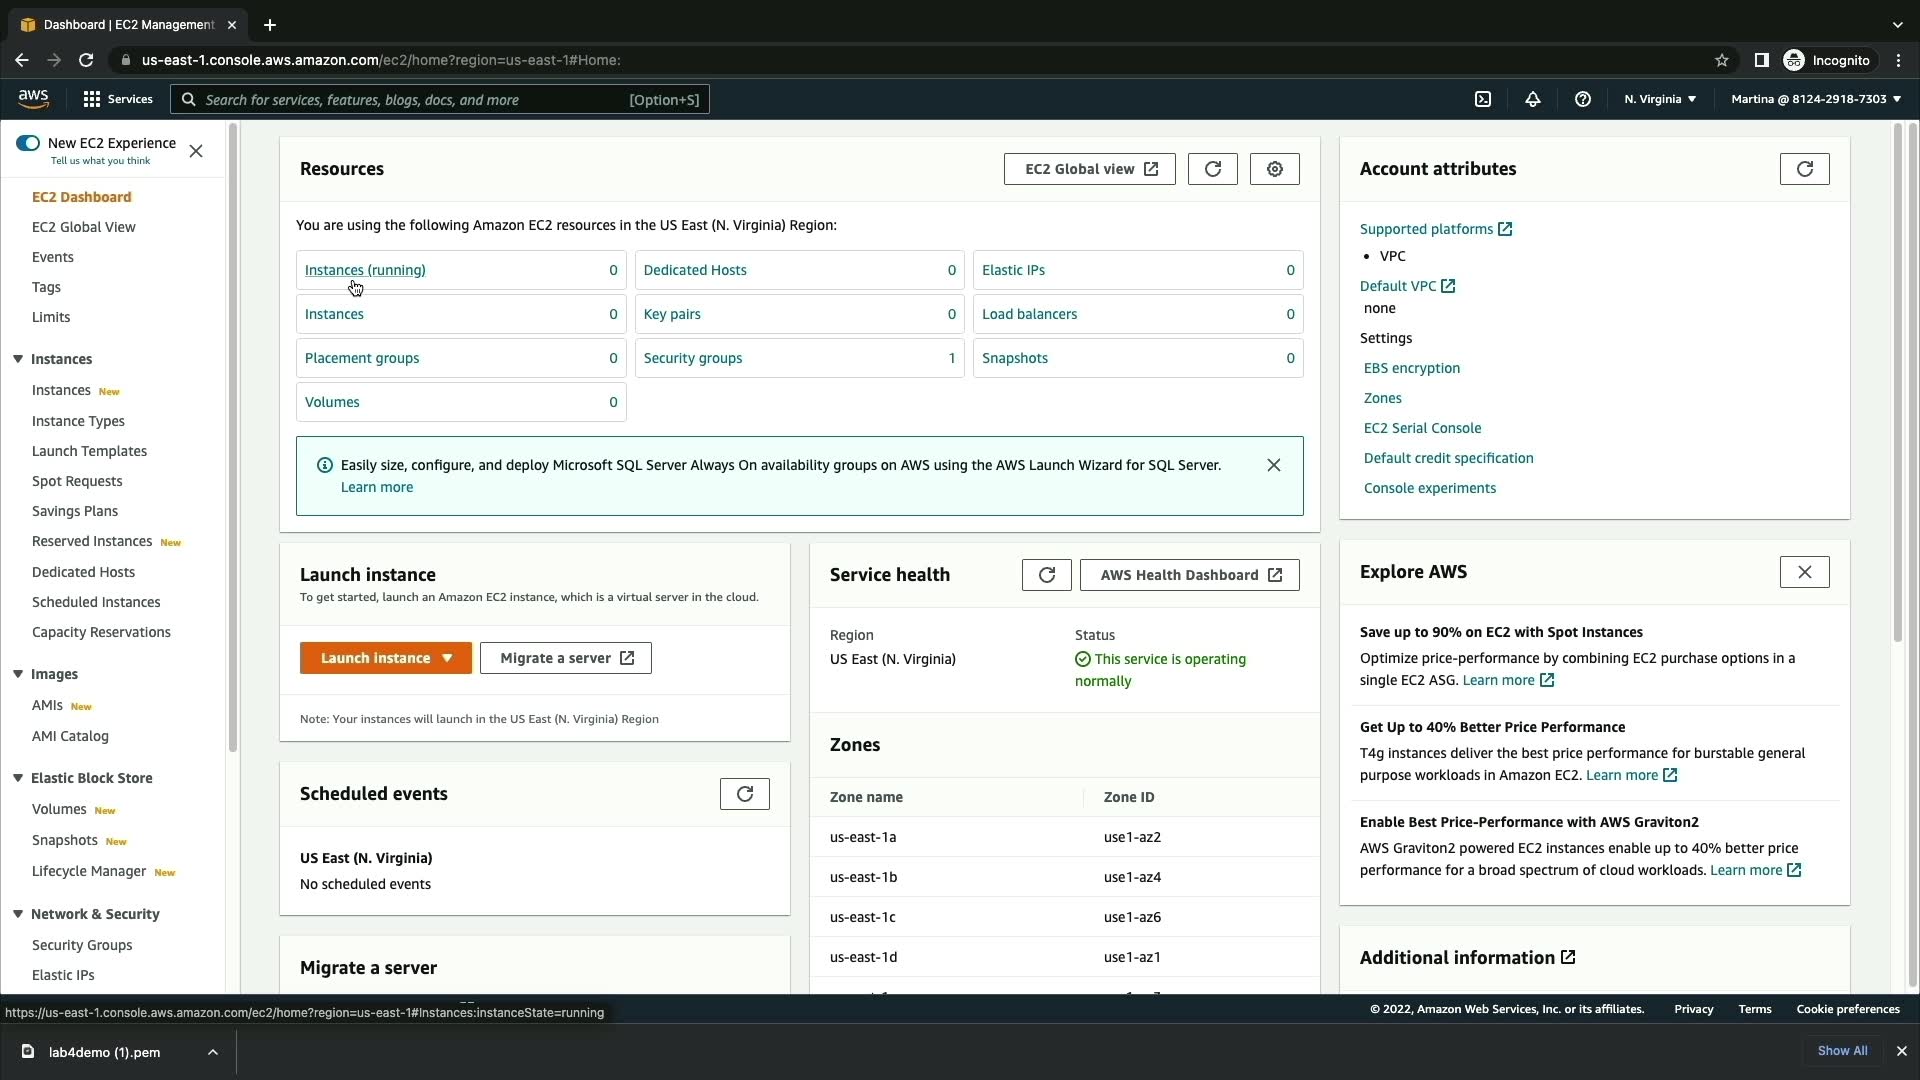 Dashboard | EC2 Management
us-east-1.console.aws.amazon.com/ec2/home?region=us-east-1#Home:
Incognito
aws
Services
Search for services, features, blogs, docs, and more
[Option+S]
N. Virginia
Martina @ 8124-2918-7303
New EC2 Experience
Tell us what you think
EC2 Dashboard
EC2 Global View
Events
Tags
Limits
Instances
Instances New
Instance Types
Launch Templates
Spot Requests
Savings Plans
Reserved Instances New
Dedicated Hosts
Scheduled Instances
Capacity Reservations
Images
AMIs New
AMI Catalog
Elastic Block Store
Volumes New
Snapshots New
Lifecycle Manager New
Network & Security
Security Groups
Elastic IPs
Resources
EC2 Global view
You are using the following Amazon EC2 resources in the US East (N. Virginia) Region:
Instances (running) 0
Dedicated Hosts 0
Elastic IPs 0
Instances 0
Key pairs 0
Load balancers 0
Placement groups 0
Security groups 1
Snapshots 0
Volumes 0
Easily size, configure, and deploy Microsoft SQL Server Always On availability groups on AWS using the AWS Launch Wizard for SQL Server.
Learn more
Launch instance
To get started, launch an Amazon EC2 instance, which is a virtual server in the cloud.
Launch instance
Migrate a server
Note: Your instances will launch in the US East (N. Virginia) Region
Scheduled events
US East (N. Virginia)
No scheduled events
Migrate a server
Service health
AWS Health Dashboard
Region
US East (N. Virginia)
Status
This service is operating
normally
Zones
Zone name Zone ID
us-east-1a use1-az2
us-east-1b use1-az4
us-east-1c use1-az6
us-east-1d use1-az1
Account attributes
Supported platforms
• VPC
Default VPC
none
Settings
EBS encryption
Zones
EC2 Serial Console
Default credit specification
Console experiments
Explore AWS
Save up to 90% on EC2 with Spot Instances
Optimize price-performance by combining EC2 purchase options in a
single EC2 ASG. Learn more
Get Up to 40% Better Price Performance
T4g instances deliver the best price performance for burstable general
purpose workloads in Amazon EC2. Learn more
Enable Best Price-Performance with AWS Graviton2
AWS Graviton2 powered EC2 instances enable up to 40% better price
performance for a broad spectrum of cloud workloads. Learn more
Additional information
https://us-east-1.console.aws.amazon.com/ec2/home?region=us-east-1#Instances:instanceState=running
© 2022, Amazon Web Services, Inc. or its affiliates.
Privacy
Terms
Cookie preferences
lab4demo (1).pem
Show All